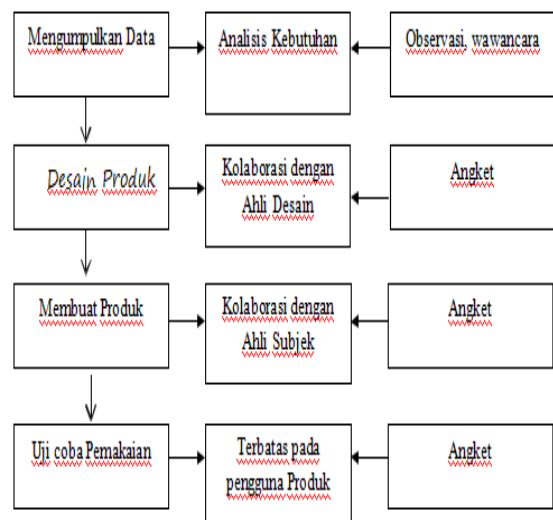 Mengumpulkan Data
Analisis Kebutuhan
Observasi, wawancara
Desain Produk
Kolaborasi dengan
Ahli Desain
Angket
Membuat Produk
Kolaborasi dengan
Ahli Subjek
Angket
Uji coba Pemakaian
Terbatas pada
pengguna Produk
Angket